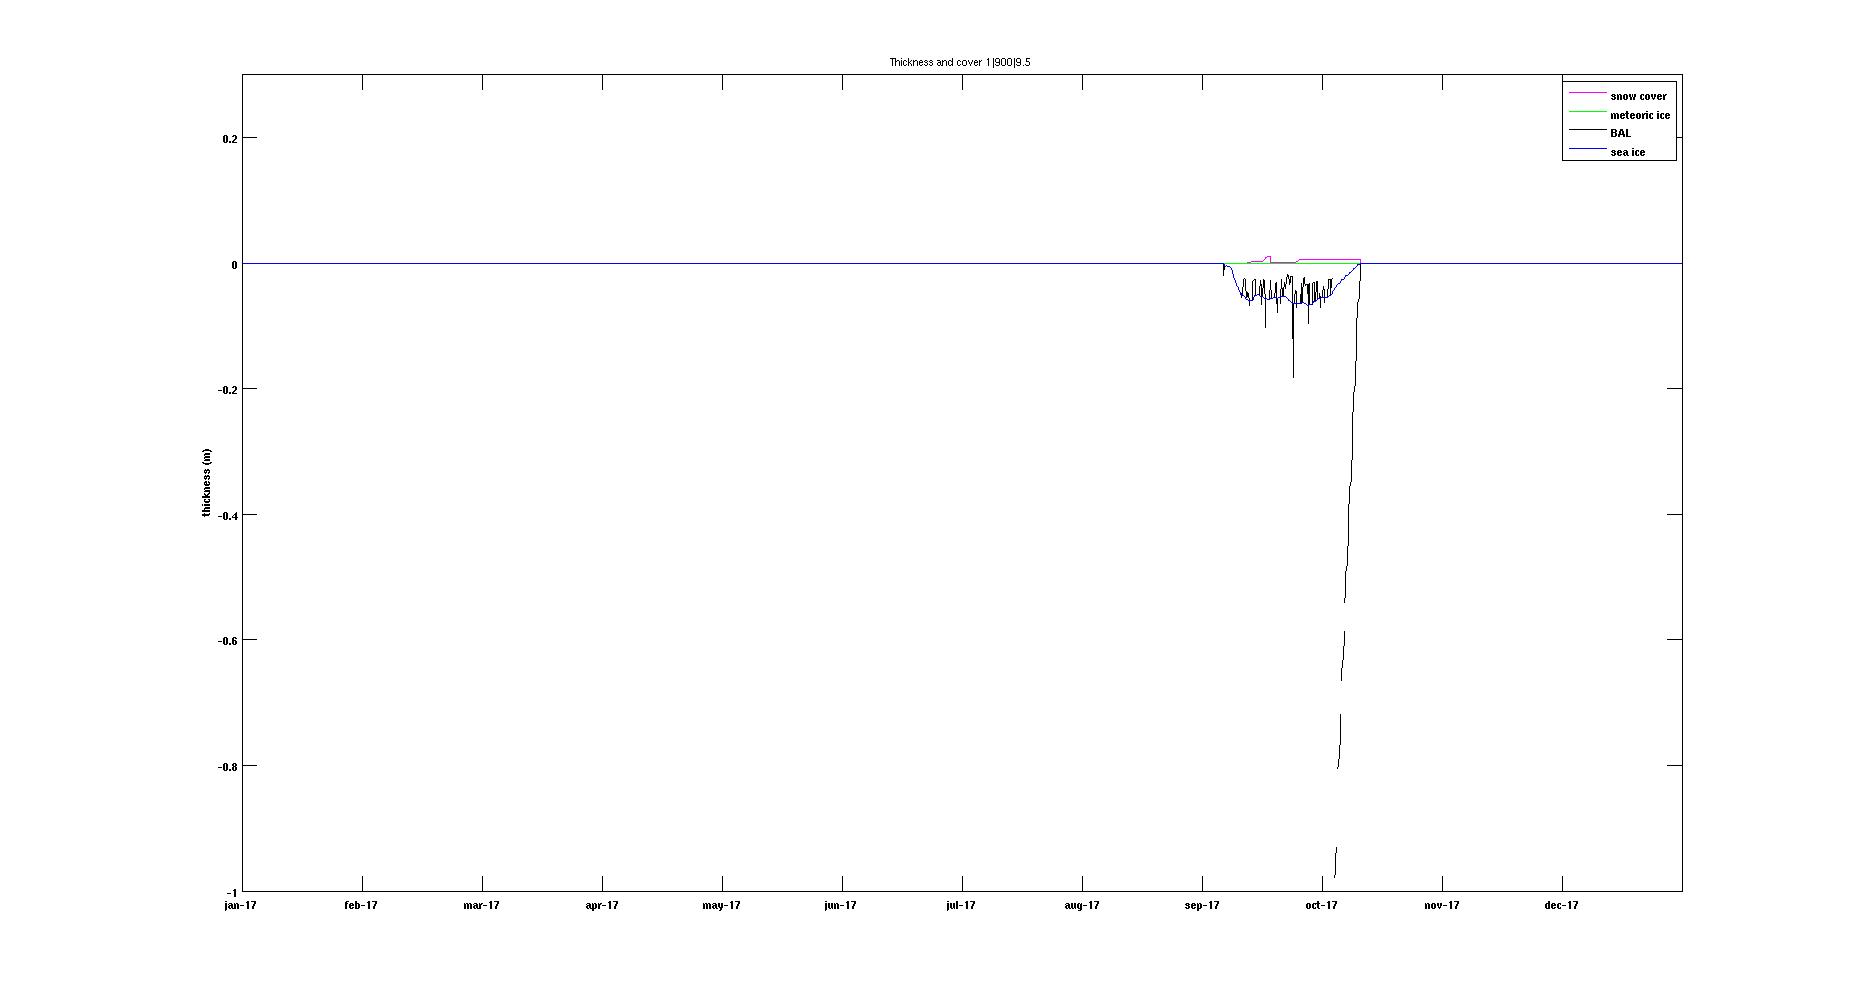 Thickness and cover 1|900|9.5
snow cover
meteoric ice
BAL
sea ice
0.2
0
-0.2
-0.4
-0.6
-0.8
-1
thickness (m)
jan-17 feb-17 mar-17 apr-17 may-17 jun-17 jul-17 aug-17 sep-17 oct-17 nov-17 dec-17